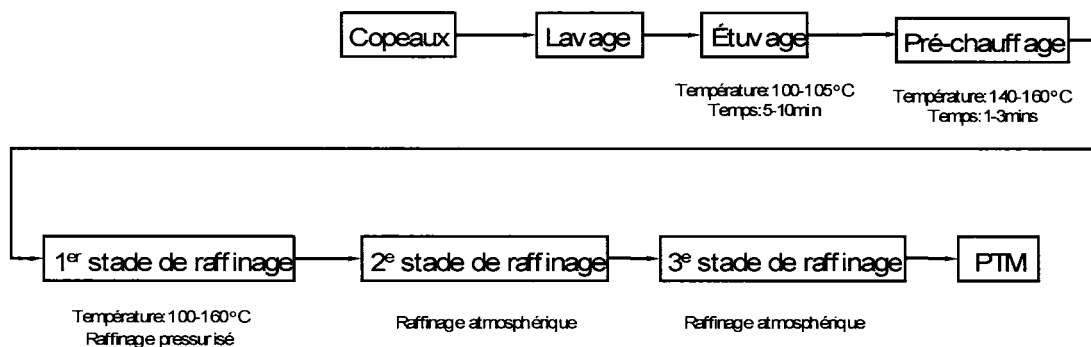 Copeaux
Lavage
Étuvage
Pré-chauffage
Température: 100-105°C
Temps: 5-10min
Température: 140-160°C
Temps: 1-3mins
1er stade de raffinage
2e stade de raffinage
3e stade de raffinage
PTM
Température: 100-160°C
Raffinage pressurisé
Raffinage atmosphérique
Raffinage atmosphérique